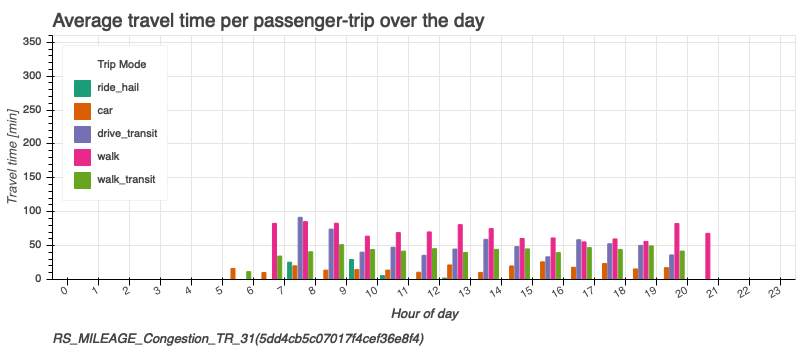 Average travel time per passenger-trip over the day
350
300
250
200
150
100
50
0
Travel time [min]
Trip Mode
ride_hail
car
drive_transit
walk
walk_transit
0 1 2 3 4 5 6 7 8 9 10 11 12 13 14 15 16 17 18 19 20 21 22 23
Hour of day
RS_MILEAGE_Congestion_TR_31(5dd4cb5c07017f4cef36e8f4)